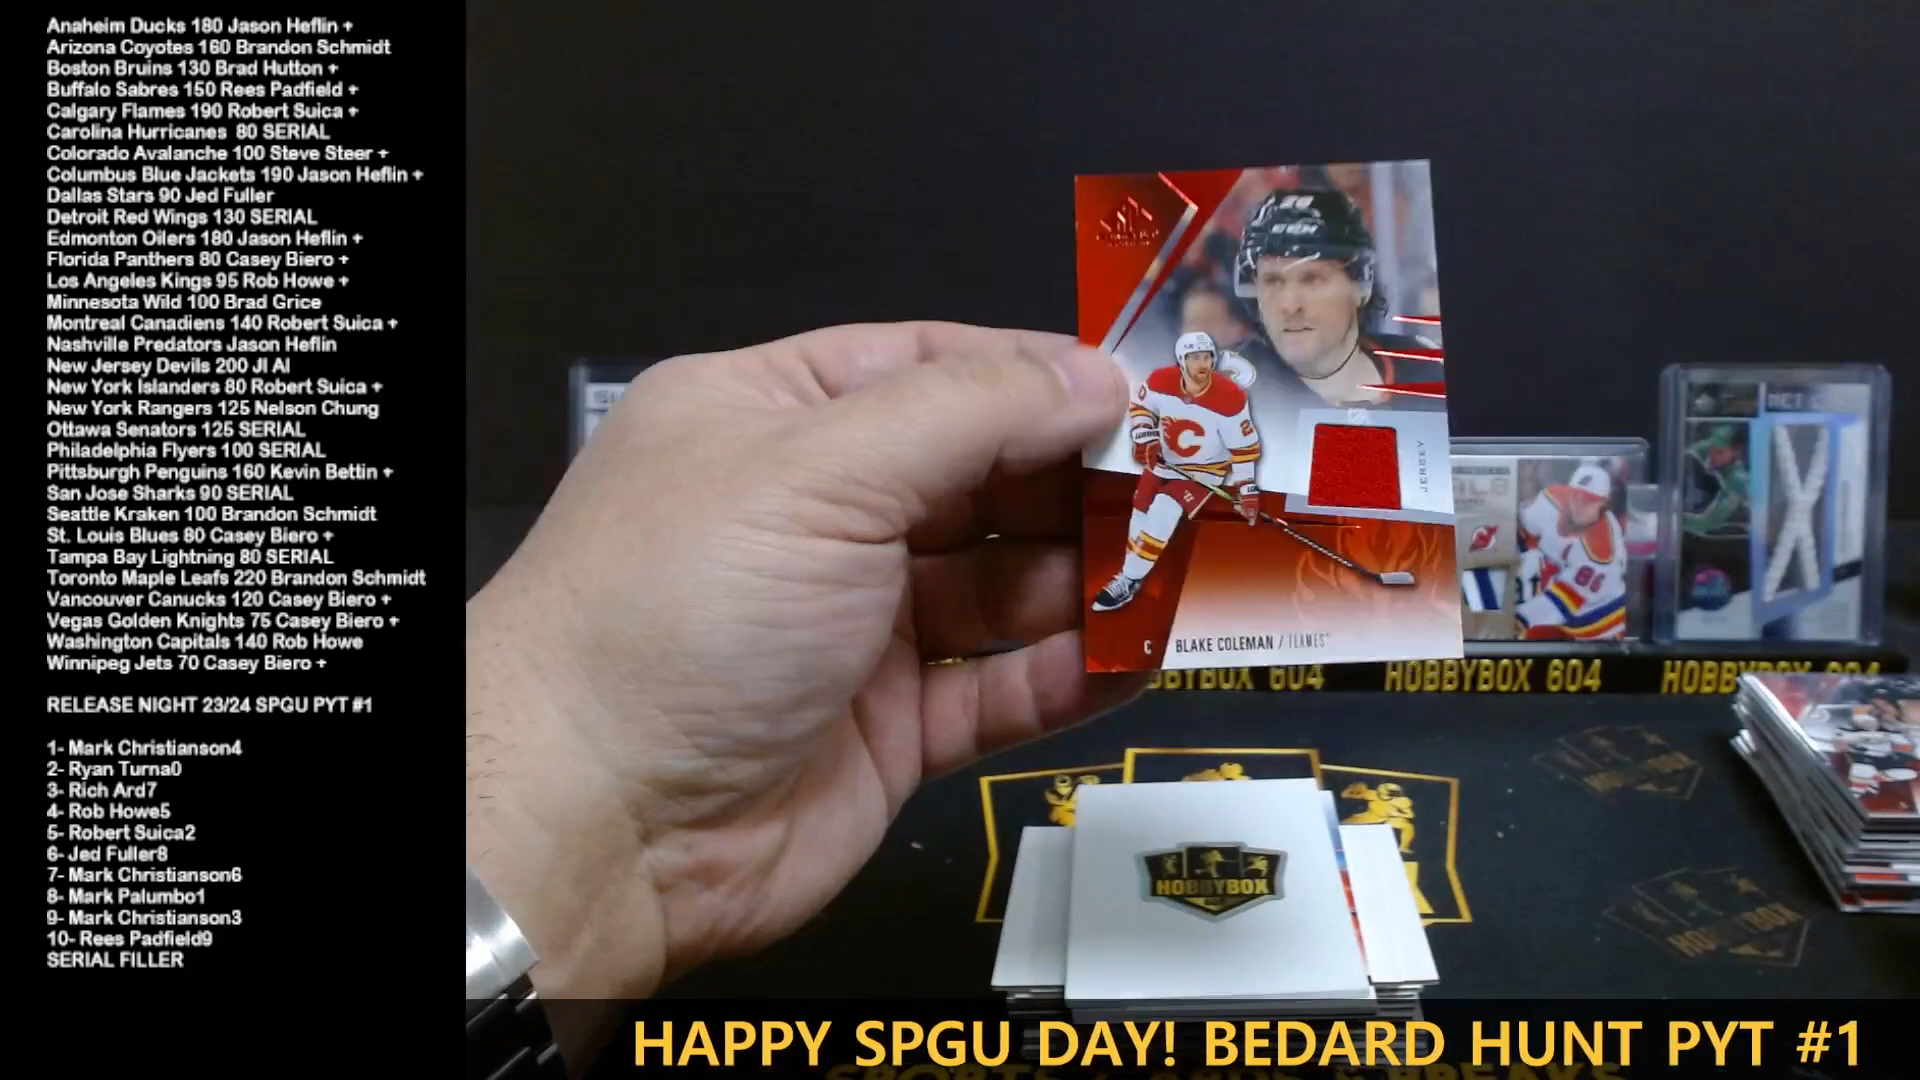 Anaheim Ducks 180 Jason Heflin +
Arizona Coyotes 160 Brandon Schmidt
Boston Bruins 130 Brad Hutton +
Buffalo Sabres 150 Rees Padfield +
Calgary Flames 190 Robert Suica +
Carolina Hurricanes  80 SERIAL
Colorado Avalanche 100 Steve Steer +
Columbus Blue Jackets 190 Jason Heflin +
Dallas Stars 90 Jed Fuller
Detroit Red Wings 130 SERIAL
Edmonton Oilers 180 Jason Heflin +
Florida Panthers 80 Casey Biero +
Los Angeles Kings 95 Rob Howe +
Minnesota Wild 100 Brad Grice
Montreal Canadiens 140 Robert Suica +
Nashville Predators Jason Heflin
New Jersey Devils 200 JI AI
New York Islanders 80 Robert Suica +
New York Rangers 125 Nelson Chung
Ottawa Senators 125 SERIAL
Philadelphia Flyers 100 SERIAL
Pittsburgh Penguins 160 Kevin Bettin +
San Jose Sharks 90 SERIAL
Seattle Kraken 100 Brandon Schmidt
St. Louis Blues 80 Casey Biero +
Tampa Bay Lightning 80 SERIAL
Toronto Maple Leafs 220 Brandon Schmidt
Vancouver Canucks 120 Casey Biero +
Vegas Golden Knights 75 Casey Biero +
Washington Capitals 140 Rob Howe
Winnipeg Jets 70 Casey Biero +
RELEASE NIGHT 23/24 SPGU PYT #1
1- Mark Christianson4
2- Ryan Turna0
3- Rich Ard7
4- Rob Howe5
5- Robert Suica2
6- Jed Fuller8
7- Mark Christianson6
8- Mark Palumbo1
9- Mark Christianson3
10- Rees Padfield9
SERIAL FILLER
JERSEY
C BLAKE COLEMAN / FLAMES
86
X
HOBBYBOX 604 HOBBYBOX 604 HOBBYBOX 604
HOBBYBOX
HAPPY SPGU DAY! BEDARD HUNT PYT #1